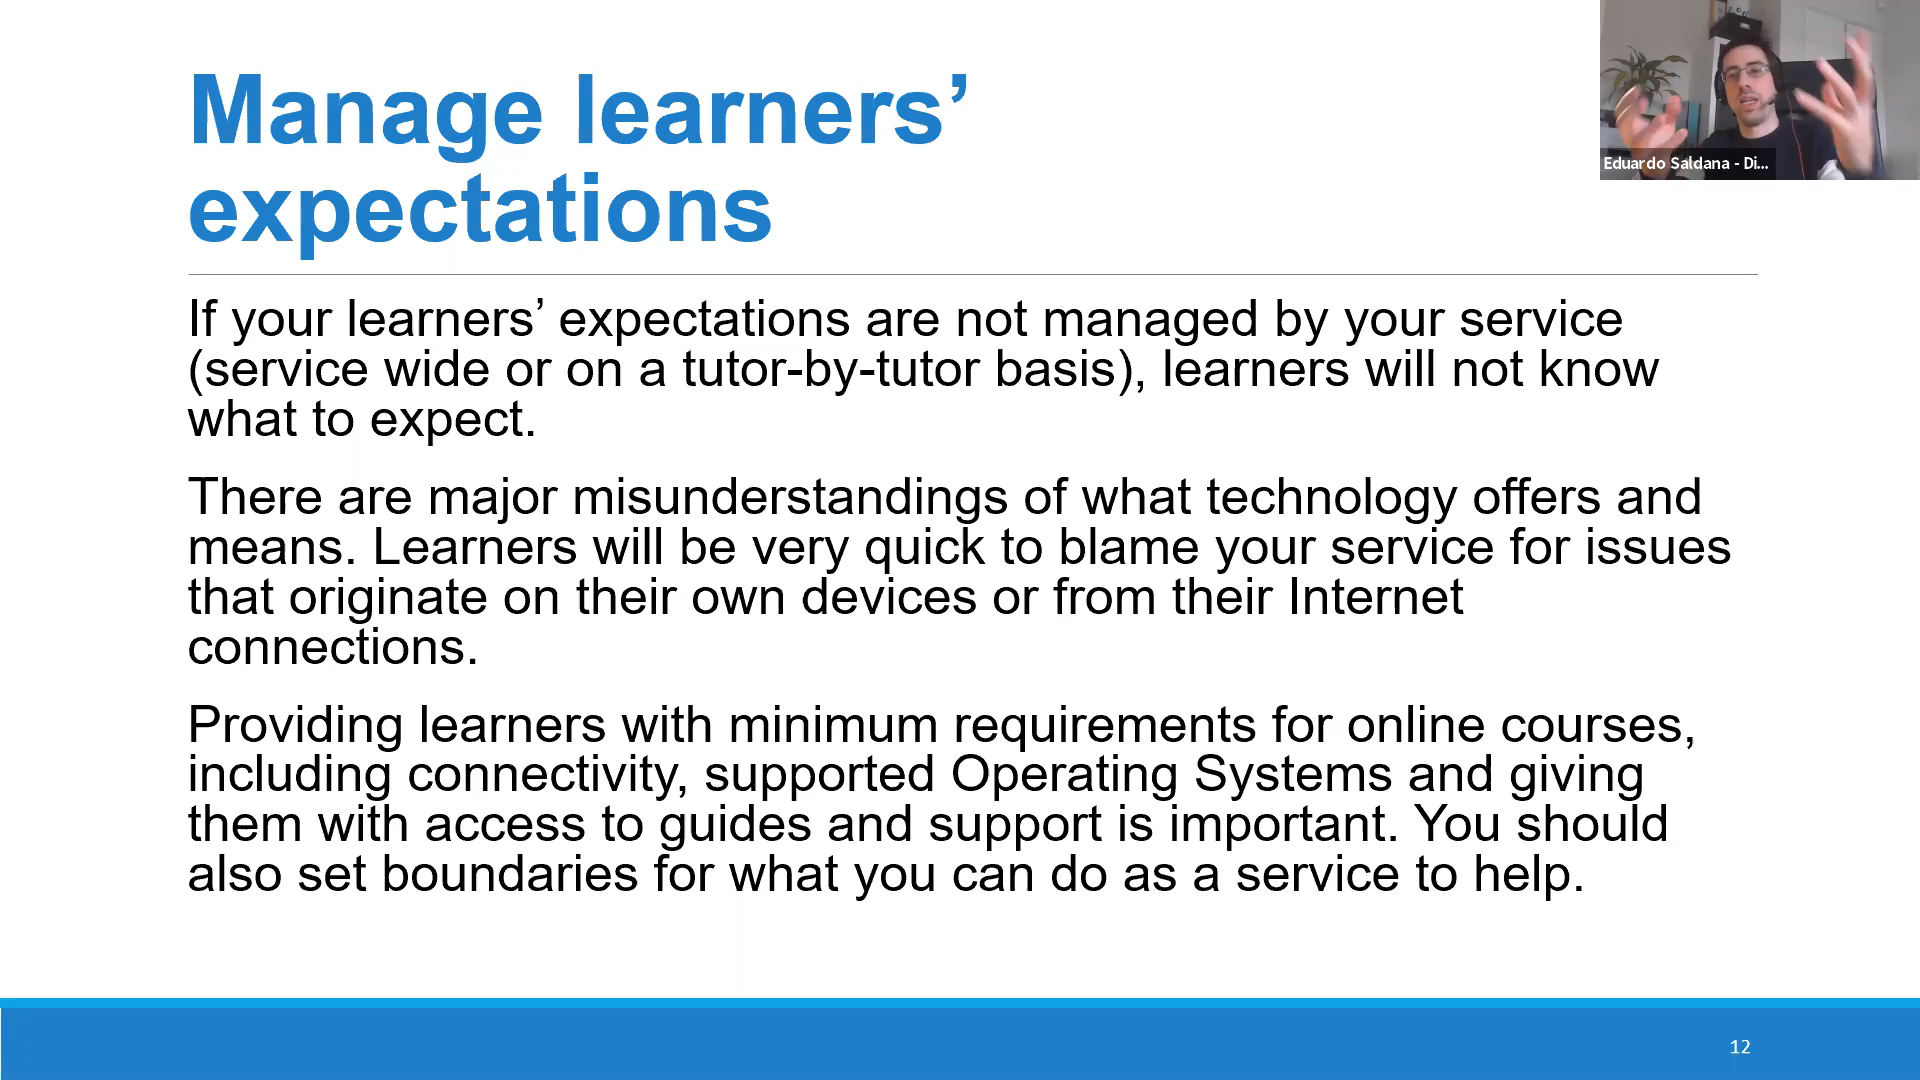 Manage learners’
expectations
Eduardo Saldana - Di...
If your learners’ expectations are not managed by your service
(service wide or on a tutor-by-tutor basis), learners will not know
what to expect.
There are major misunderstandings of what technology offers and
means. Learners will be very quick to blame your service for issues
that originate on their own devices or from their Internet
connections.
Providing learners with minimum requirements for online courses,
including connectivity, supported Operating Systems and giving
them with access to guides and support is important. You should
also set boundaries for what you can do as a service to help.
12